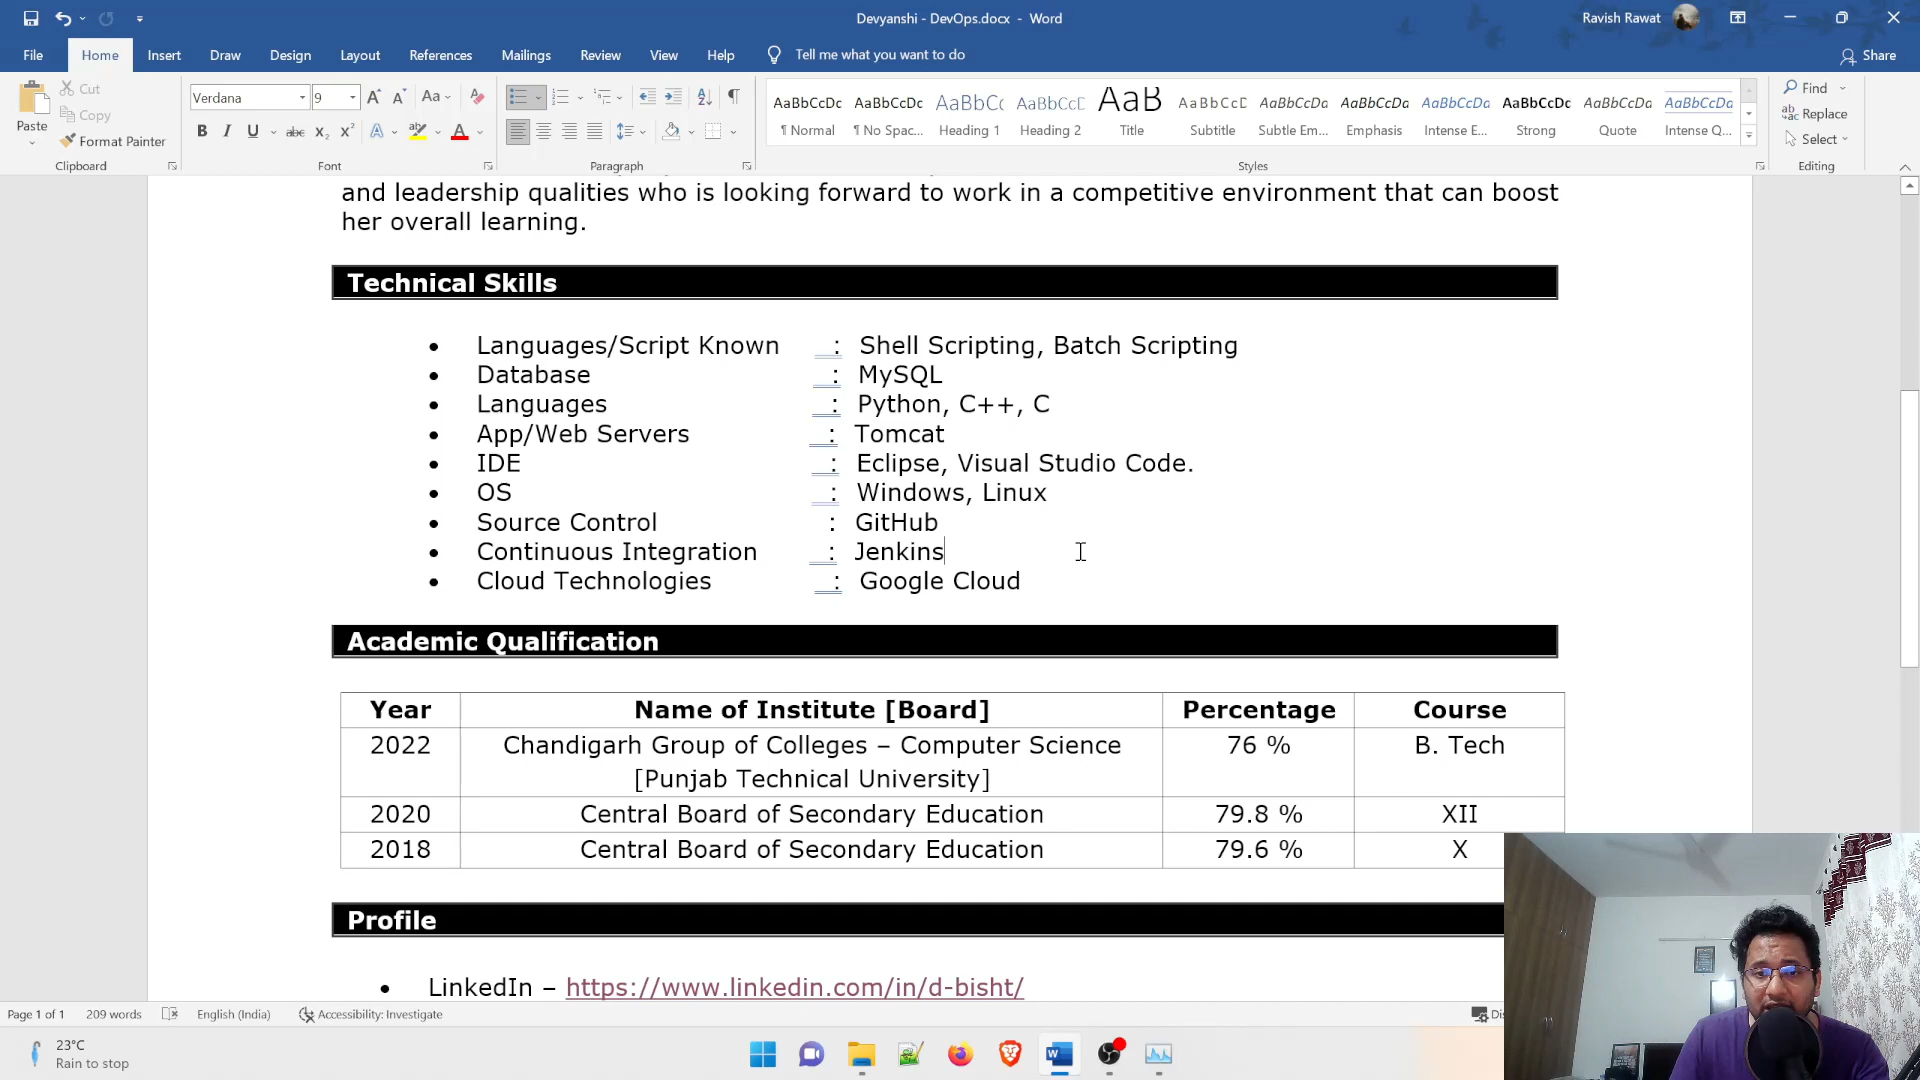 Devyanshi - DevOps.docx - Word
Ravish Rawat
File Home Insert Draw Design Layout References Mailings Review View Help Tell me what you want to do
Share
Paste
Cut
Copy
Format Painter
Clipboard
Verdana 9
Font
Paragraph
AaBbCcDc AaBbCcDc AaBbCc AaBbCcD AaB AaBbCcD AaBbCcDc AaBbCcDc AaBbCcDc AaBbCcDc AaBbCcDc AaBbCcDc
¶ Normal ¶ No Spac... Heading 1 Heading 2 Title Subtitle Subtle Em... Emphasis Intense E... Strong Quote Intense Q...
Styles
Find
Replace
Select
Editing
and leadership qualities who is looking forward to work in a competitive environment that can boost
her overall learning.
Technical Skills
• Languages/Script Known : Shell Scripting, Batch Scripting
• Database : MySQL
• Languages : Python, C++, C
• App/Web Servers : Tomcat
• IDE : Eclipse, Visual Studio Code.
• OS : Windows, Linux
• Source Control : GitHub
• Continuous Integration : Jenkins
• Cloud Technologies : Google Cloud
Academic Qualification
Year Name of Institute [Board] Percentage Course
2022 Chandigarh Group of Colleges – Computer Science 76 % B. Tech
[Punjab Technical University]
2020 Central Board of Secondary Education 79.8 % XII
2018 Central Board of Secondary Education 79.6 % X
Profile
• LinkedIn – https://www.linkedin.com/in/d-bisht/
Page 1 of 1 209 words English (India) Accessibility: Investigate
23°C
Rain to stop